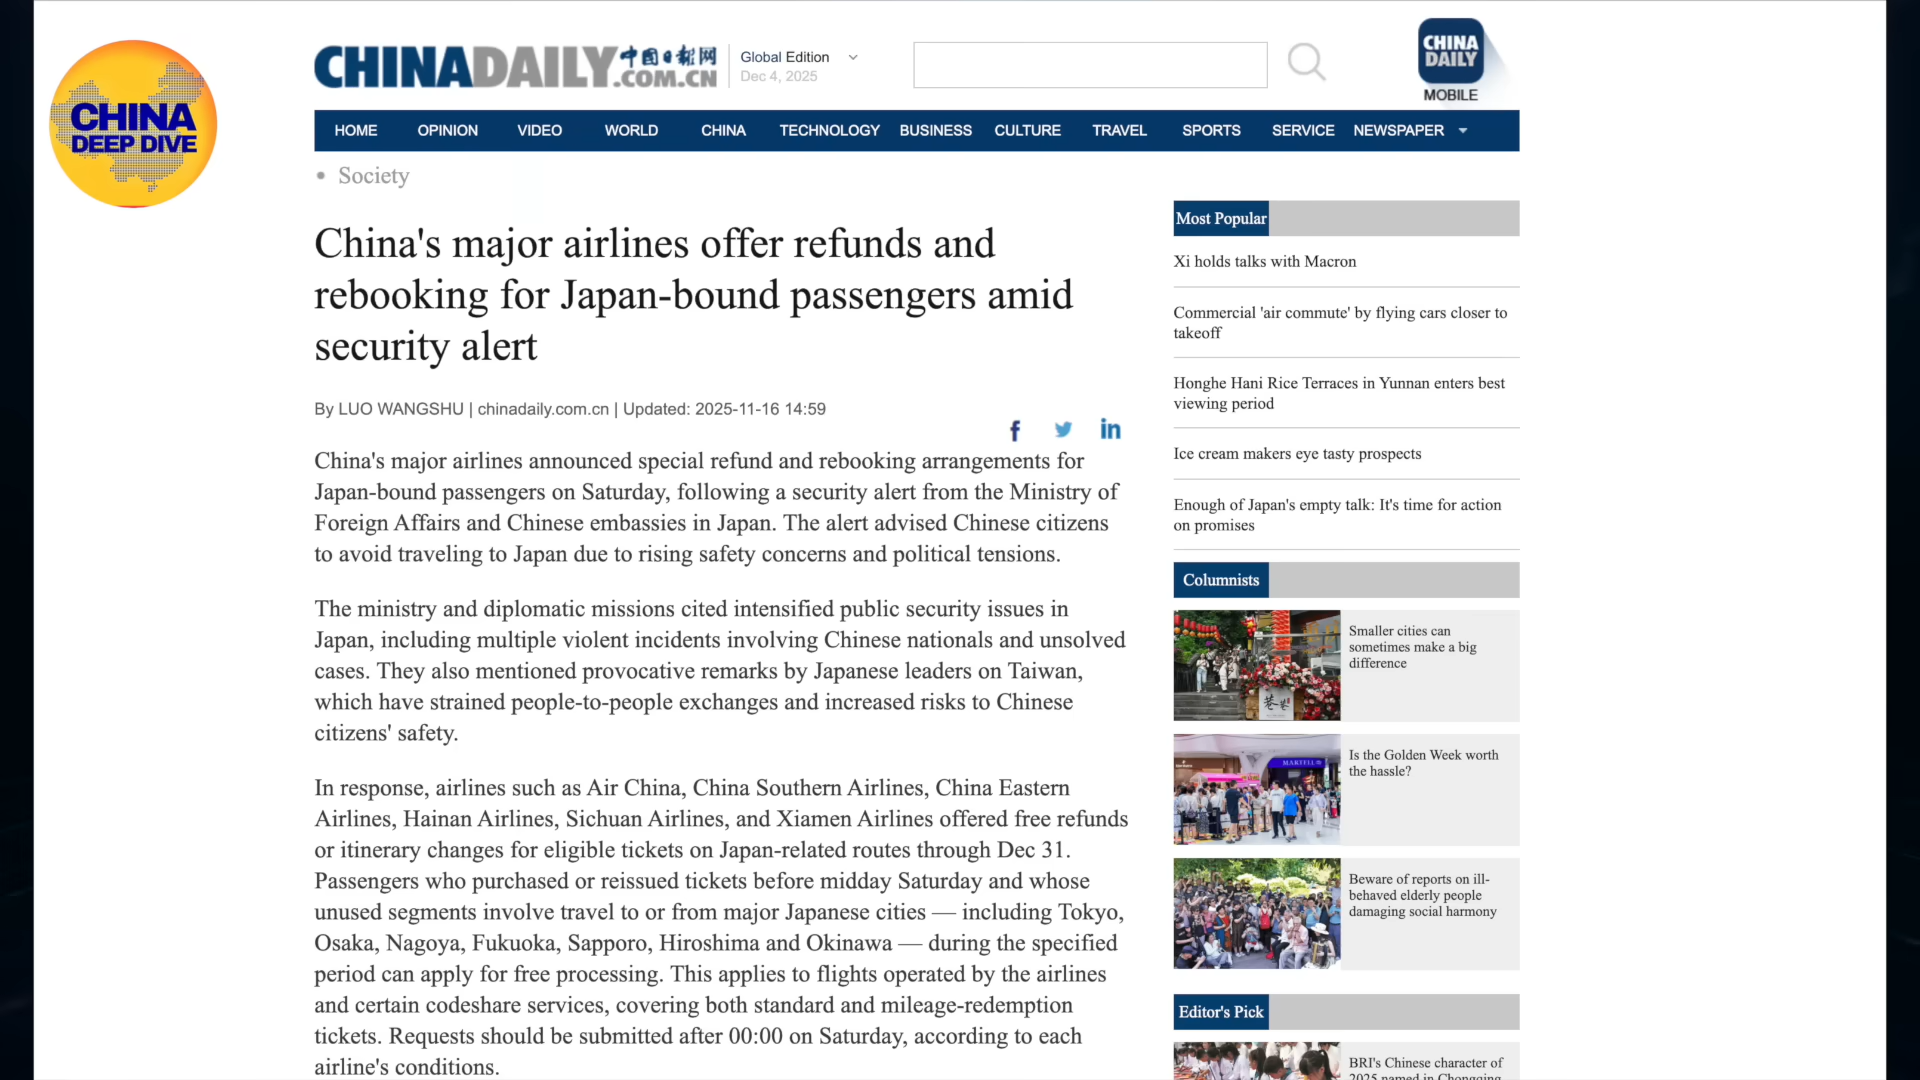 CHINA
DEEP DIVE
CHINADAILY.COM.CN
中国日报网
Global Edition
Dec 4, 2025
CHINA
DAILY
MOBILE
HOME OPINION VIDEO WORLD CHINA TECHNOLOGY BUSINESS CULTURE TRAVEL SPORTS SERVICE NEWSPAPER
Society
China's major airlines offer refunds and
rebooking for Japan-bound passengers amid
security alert
By LUO WANGSHU | chinadaily.com.cn | Updated: 2025-11-16 14:59
China's major airlines announced special refund and rebooking arrangements for
Japan-bound passengers on Saturday, following a security alert from the Ministry of
Foreign Affairs and Chinese embassies in Japan. The alert advised Chinese citizens
to avoid traveling to Japan due to rising safety concerns and political tensions.
The ministry and diplomatic missions cited intensified public security issues in
Japan, including multiple violent incidents involving Chinese nationals and unsolved
cases. They also mentioned provocative remarks by Japanese leaders on Taiwan,
which have strained people-to-people exchanges and increased risks to Chinese
citizens' safety.
In response, airlines such as Air China, China Southern Airlines, China Eastern
Airlines, Hainan Airlines, Sichuan Airlines, and Xiamen Airlines offered free refunds
or itinerary changes for eligible tickets on Japan-related routes through Dec 31.
Passengers who purchased or reissued tickets before midday Saturday and whose
unused segments involve travel to or from major Japanese cities — including Tokyo,
Osaka, Nagoya, Fukuoka, Sapporo, Hiroshima and Okinawa — during the specified
period can apply for free processing. This applies to flights operated by the airlines
and certain codeshare services, covering both standard and mileage-redemption
tickets. Requests should be submitted after 00:00 on Saturday, according to each
airline's conditions.
Most Popular
Xi holds talks with Macron
Commercial 'air commute' by flying cars closer to
takeoff
Honghe Hani Rice Terraces in Yunnan enters best
viewing period
Ice cream makers eye tasty prospects
Enough of Japan's empty talk: It's time for action
on promises
Columnists
Smaller cities can
sometimes make a big
difference
MARTELL
Is the Golden Week worth
the hassle?
Beware of reports on ill-
behaved elderly people
damaging social harmony
Editor's Pick
BRI's Chinese character of
2025 named in Chongqing